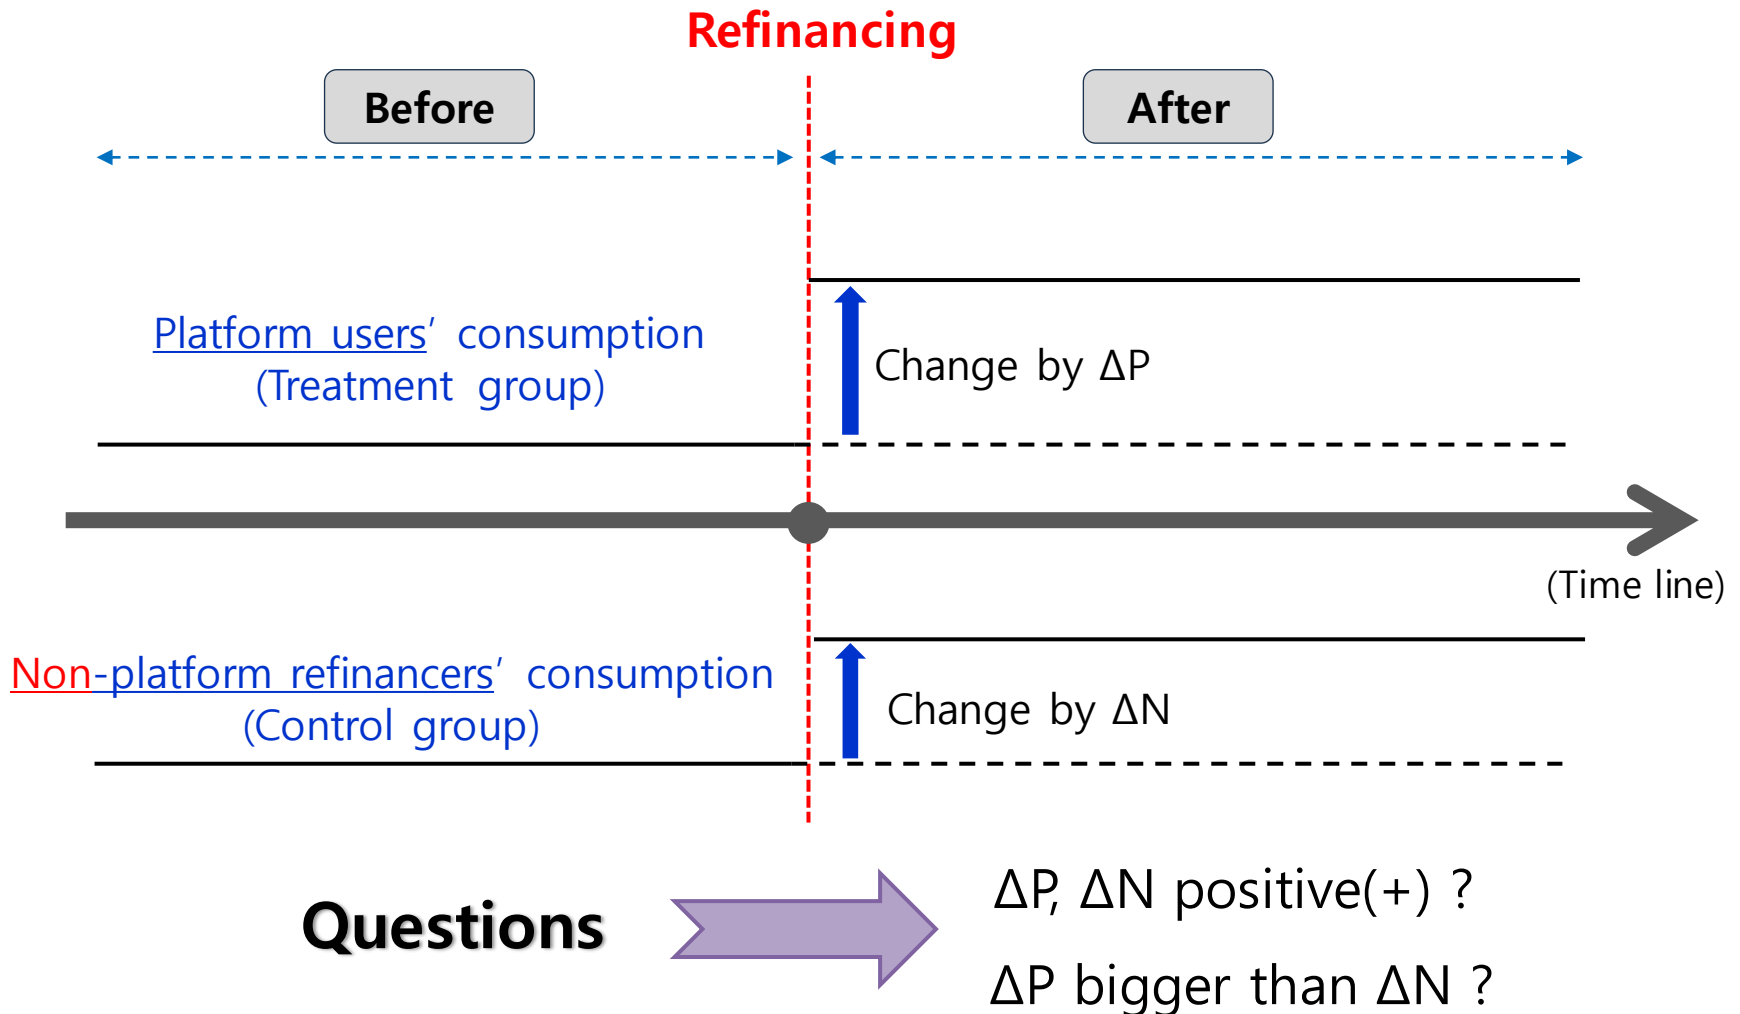 Refinancing
Before
After
Platform users’ consumption
(Treatment group)
Change by ΔP
(Time line)
Non-platform refinancers’ consumption
(Control group)
Change by ΔN
Questions
ΔP, ΔN positive(+) ?
ΔP bigger than ΔN ?